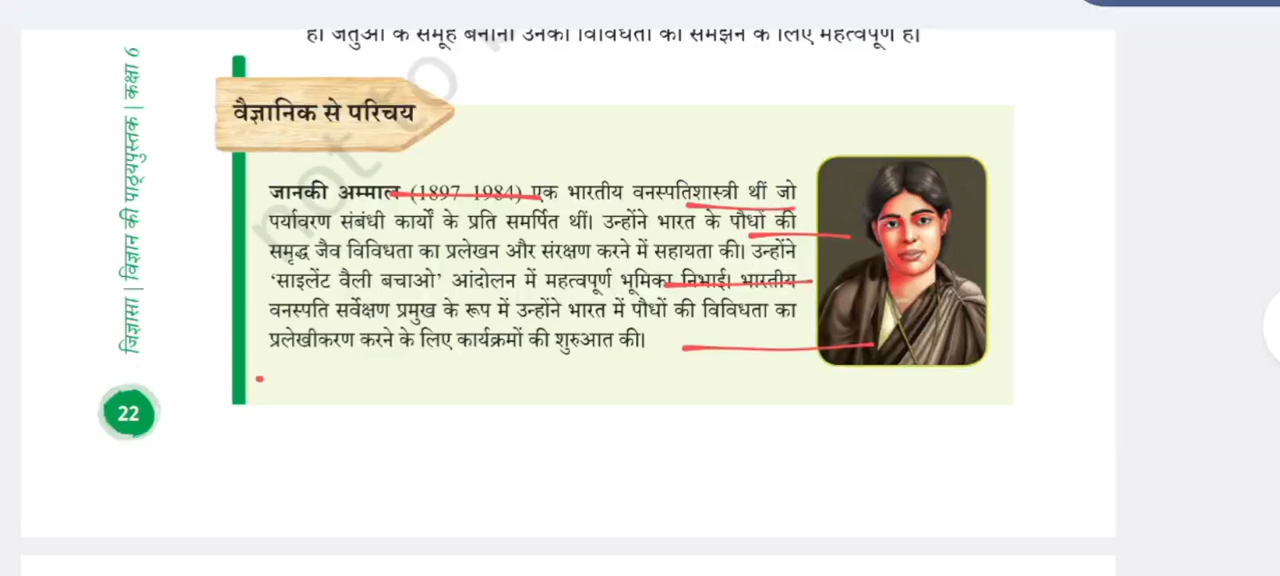 हैं। जंतुओं के समूह बनाना उनकी विविधता को समझने के लिए महत्वपूर्ण है।
वैज्ञानिक से परिचय
जानकी अम्माल (1897–1984) एक भारतीय वनस्पतिशास्त्री थीं जो
पर्यावरण संबंधी कार्यों के प्रति समर्पित थीं। उन्होंने भारत के पौधों की
समृद्ध जैव विविधता का प्रलेखन और संरक्षण करने में सहायता की। उन्होंने
‘साइलेंट वैली बचाओ’ आंदोलन में महत्वपूर्ण भूमिका निभाई। भारतीय
वनस्पति सर्वेक्षण प्रमुख के रूप में उन्होंने भारत में पौधों की विविधता का
प्रलेखीकरण करने के लिए कार्यक्रमों की शुरुआत की।
जिज्ञासा | विज्ञान की पाठ्यपुस्तक | कक्षा 6
22
not to